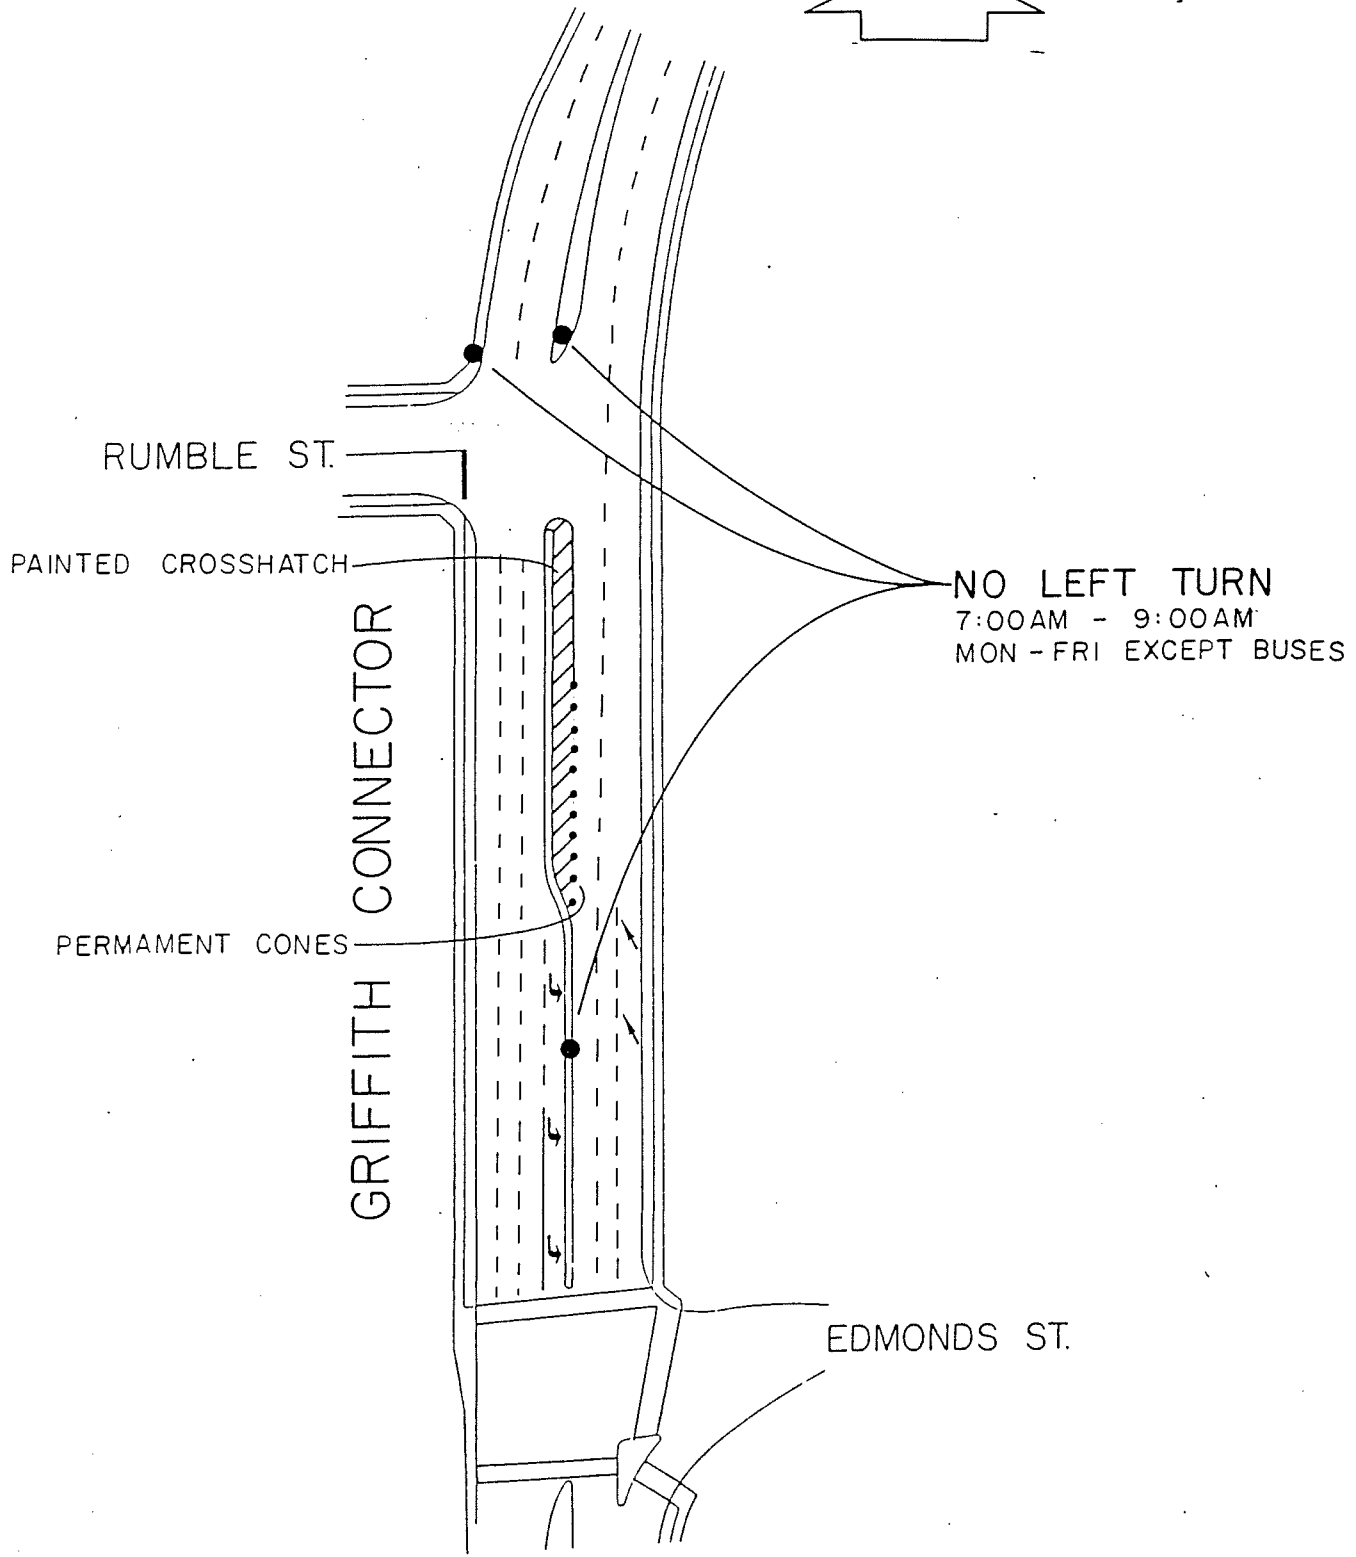 RUMBLE ST.
PAINTED CROSSHATCH
NO LEFT TURN
7:00AM - 9:00AM
MON - FRI EXCEPT BUSES
GRIFFITH CONNECTOR
PERMAMENT CONES
EDMONDS ST.